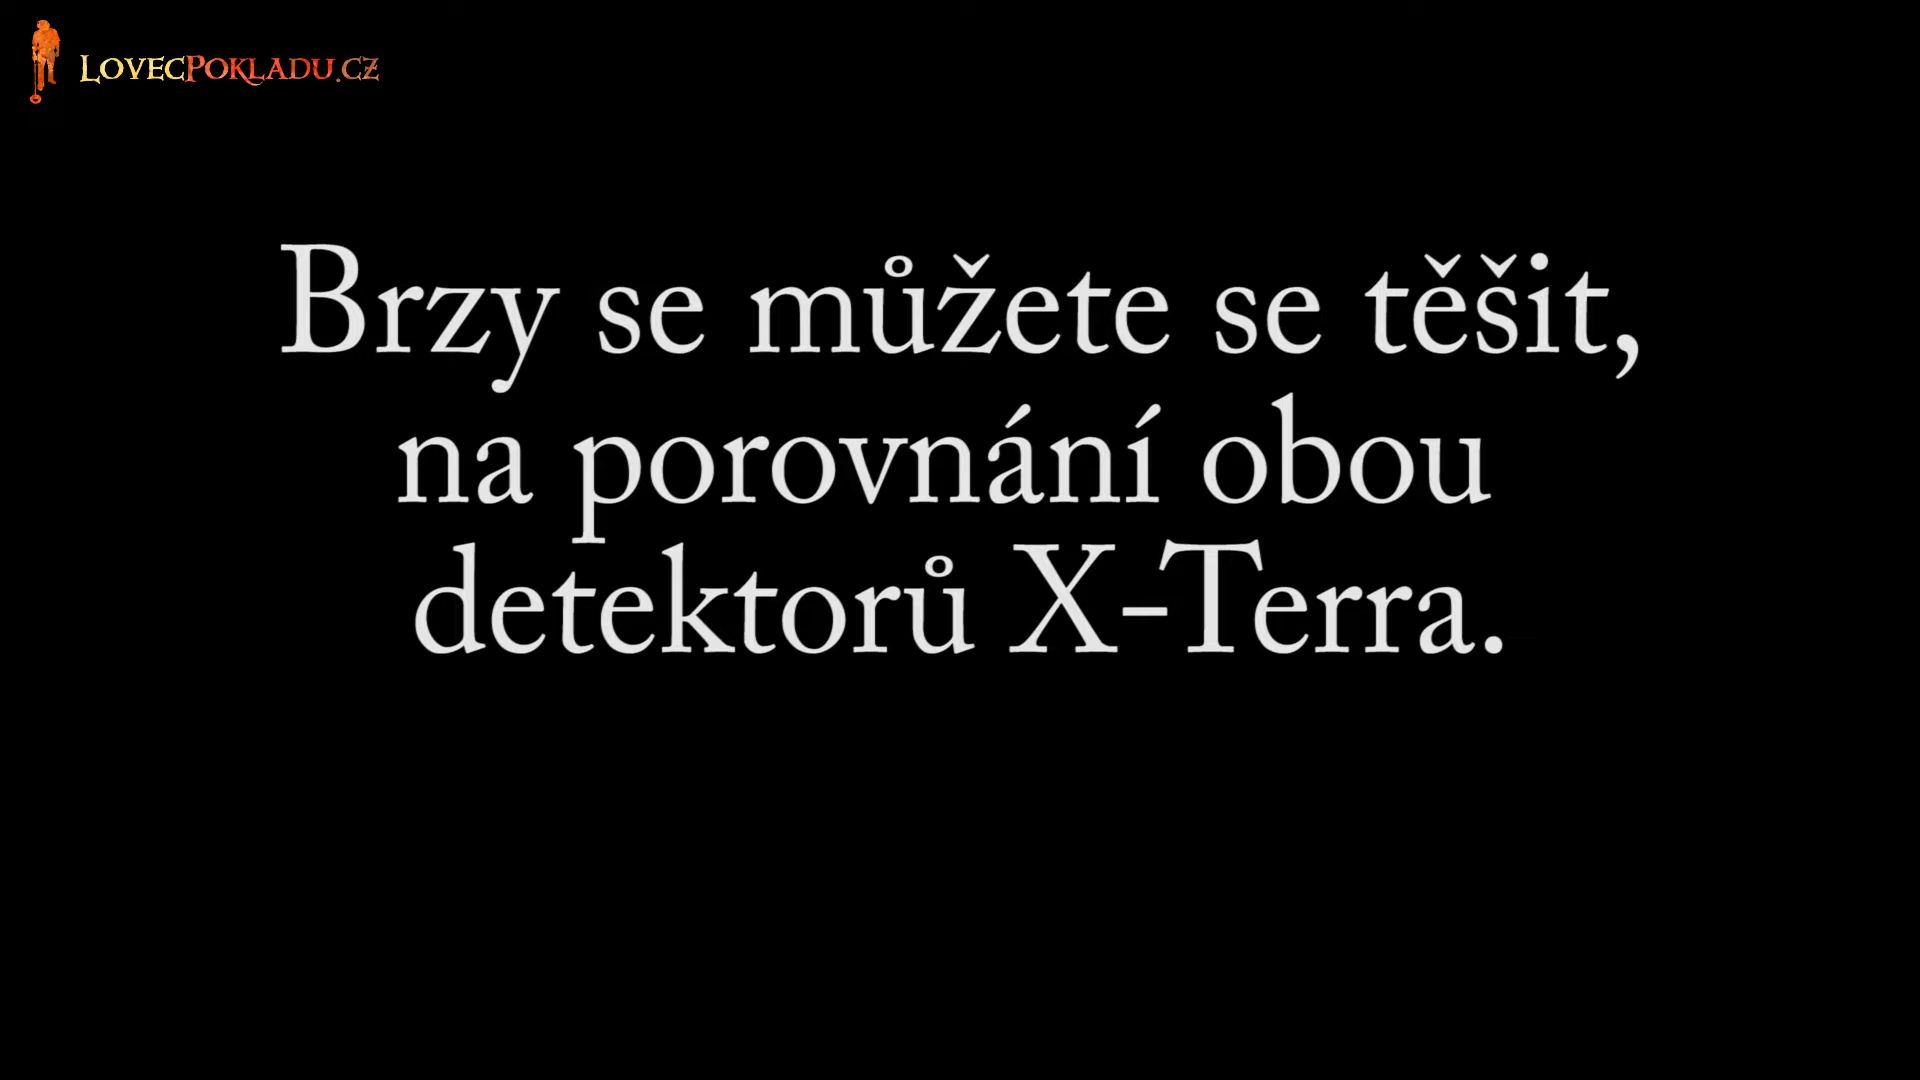 LovecPokladu.cz
Brzy se můžete se těšit,
na porovnání obou
detektorů X-Terra.